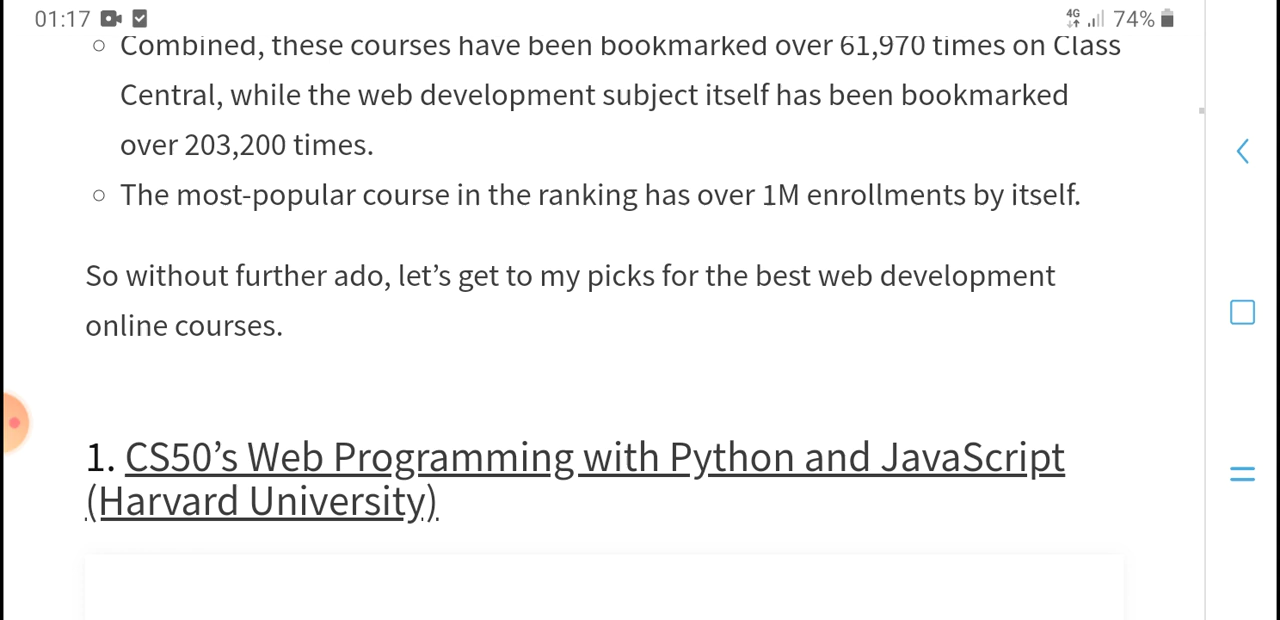 01:17
4G 74%
Combined, these courses have been bookmarked over 61,970 times on Class
Central, while the web development subject itself has been bookmarked
over 203,200 times.
The most-popular course in the ranking has over 1M enrollments by itself.
So without further ado, let’s get to my picks for the best web development
online courses.
1. CS50’s Web Programming with Python and JavaScript
(Harvard University)